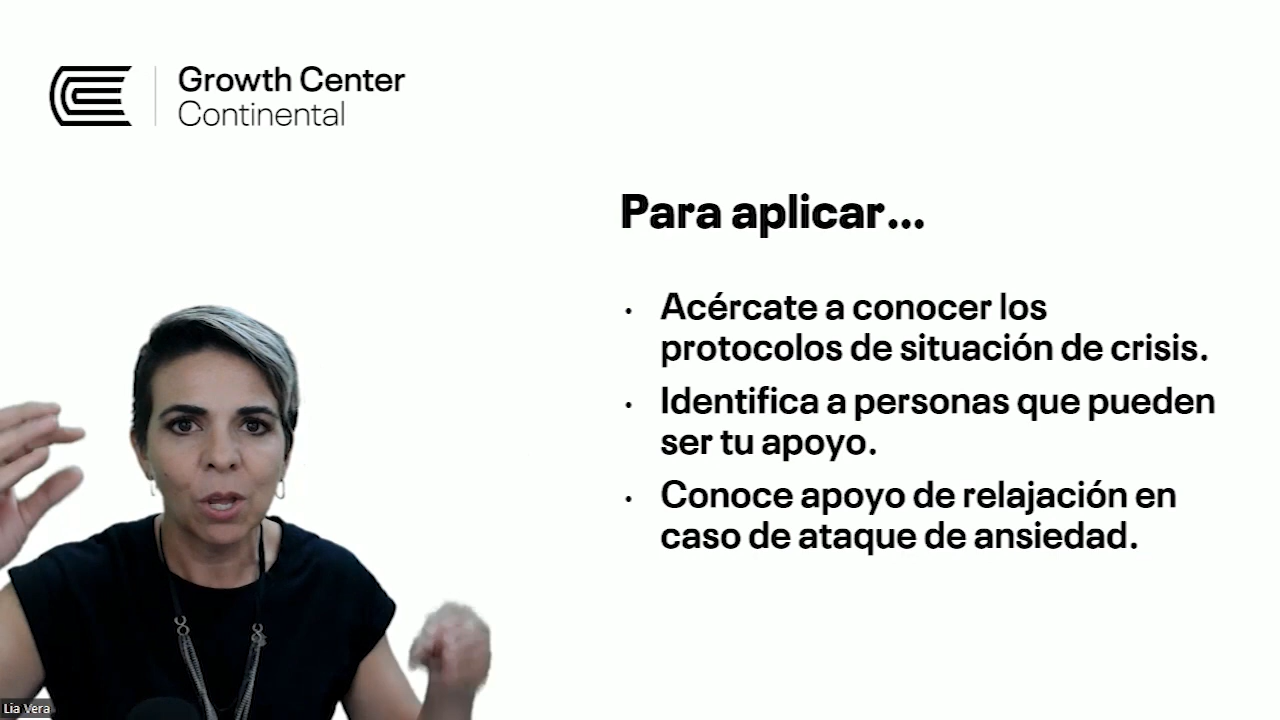 Growth Center
Continental
Para aplicar...
• Acércate a conocer los
protocolos de situación de crisis.
• Identifica a personas que pueden
ser tu apoyo.
• Conoce apoyo de relajación en
caso de ataque de ansiedad.
Lia Vera